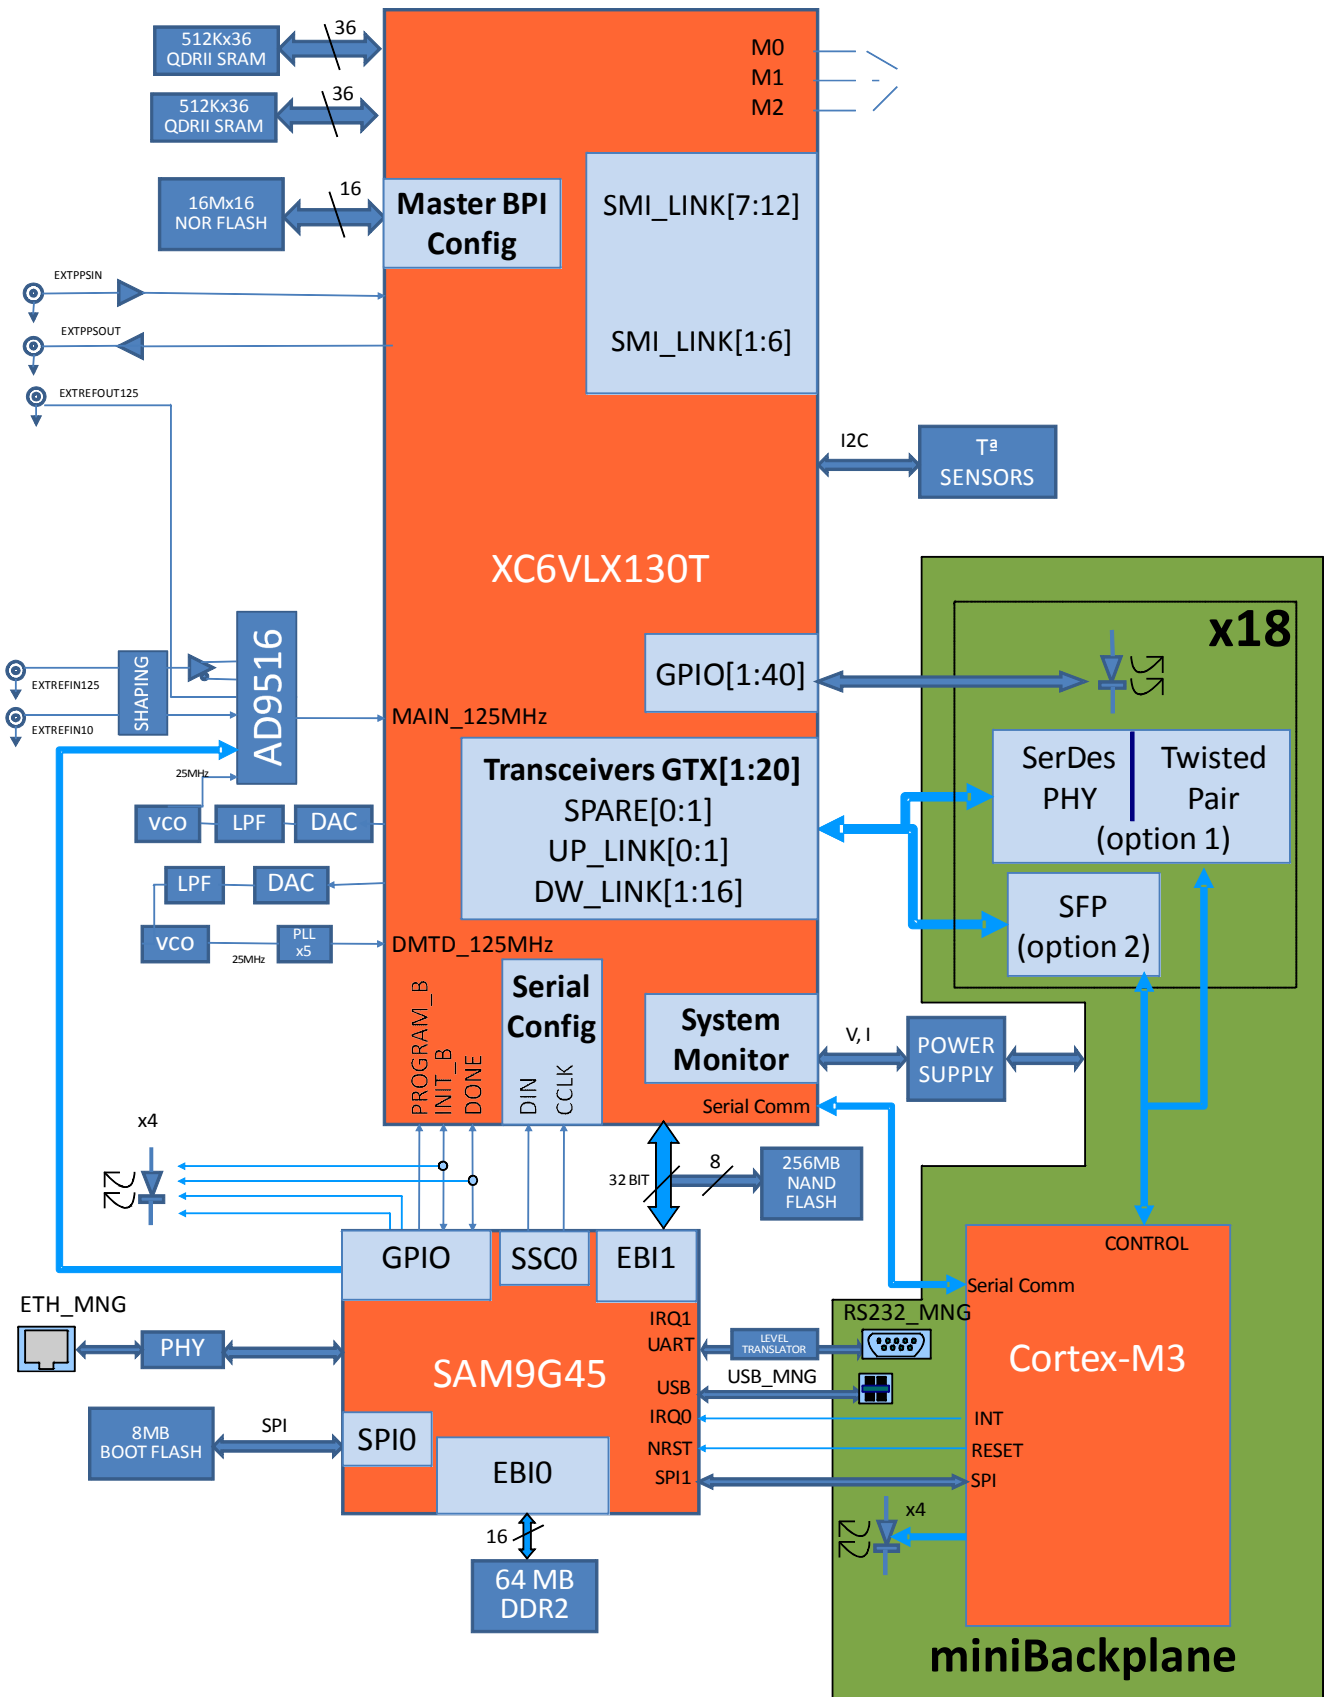 512Kx36
QDRII SRAM
36
M0
M1
M2
512Kx36
QDRII SRAM
36
16Mx16
NOR FLASH
16
Master BPI
Config
SMI_LINK[7:12]
SMI_LINK[1:6]
EXTPPSIN
EXTPPSOUT
EXTREFOUT125
I2C
Tª
SENSORS
XC6VLX130T
x18
GPIO[1:40]
EXTREFIN125
EXTREFIN10
SHAPING
AD9516
MAIN_125MHz
25MHz
VCO
LPF
DAC
Transceivers GTX[1:20]
SPARE[0:1]
UP_LINK[0:1]
DW_LINK[1:16]
SerDes
PHY
Twisted
Pair
(option 1)
LPF
DAC
SFP
(option 2)
VCO
25MHz
PLL
x5
DMTD_125MHz
PROGRAM_B
INIT_B
DONE
Serial
Config
DIN
CCLK
System
Monitor
V, I
POWER
SUPPLY
Serial Comm
x4
32 BIT
8
256MB
NAND
FLASH
GPIO
SSC0
EBI1
CONTROL
Serial Comm
ETH_MNG
PHY
IRQ1
UART
LEVEL
TRANSLATOR
RS232_MNG
SAM9G45
Cortex-M3
USB
USB_MNG
IRQ0
INT
NRST
RESET
SPI1
SPI
8MB
BOOT FLASH
SPI
SPI0
EBI0
x4
16
64 MB
DDR2
miniBackplane